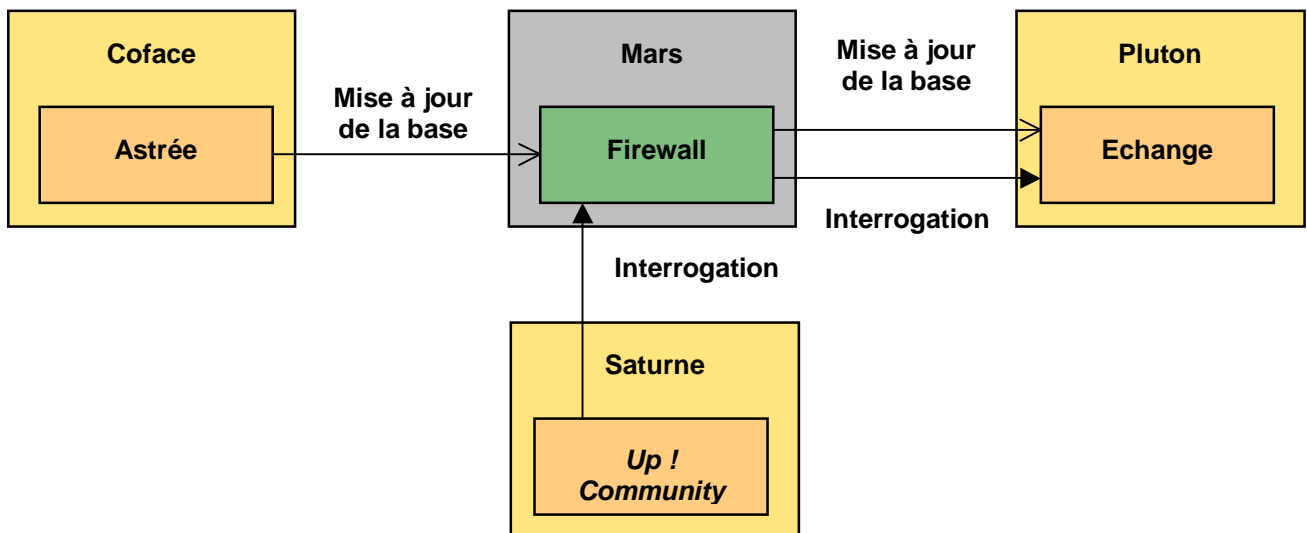 Coface
Mars
Pluton
Mise à jour
de la base
Mise à jour
de la base
Astrée
Firewall
Echange
Interrogation
Interrogation
Saturne
Up !
Community